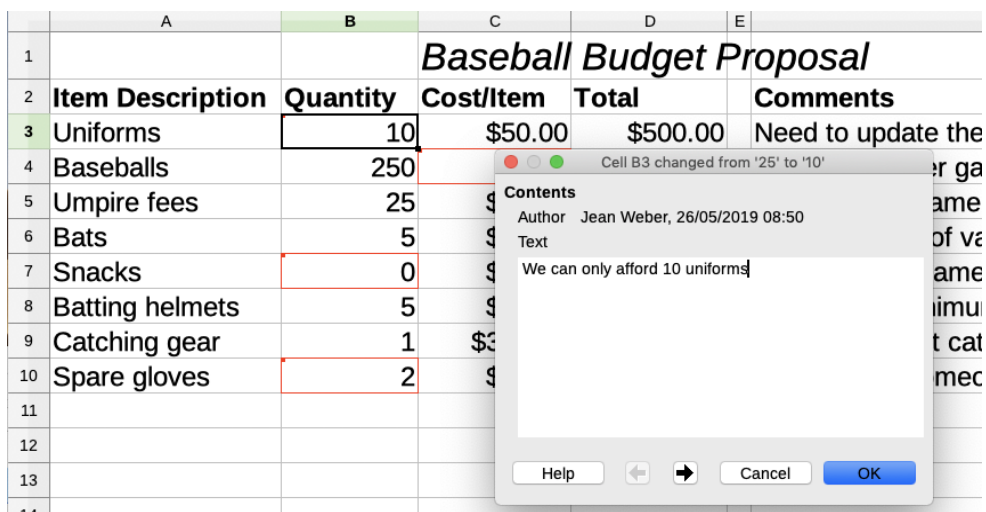 A B C D E
1 Baseball Budget Proposal
2 Item Description Quantity Cost/Item Total Comments
3 Uniforms 10 $50.00 $500.00 Need to update the
4 Baseballs 250
5 Umpire fees 25 $
6 Bats 5 $
7 Snacks 0 $
8 Batting helmets 5 $
9 Catching gear 1 $3
10 Spare gloves 2 $
11
12
13
Cell B3 changed from '25' to '10'
Contents
Author Jean Weber, 26/05/2019 08:50
Text
We can only afford 10 uniforms
Help Cancel OK